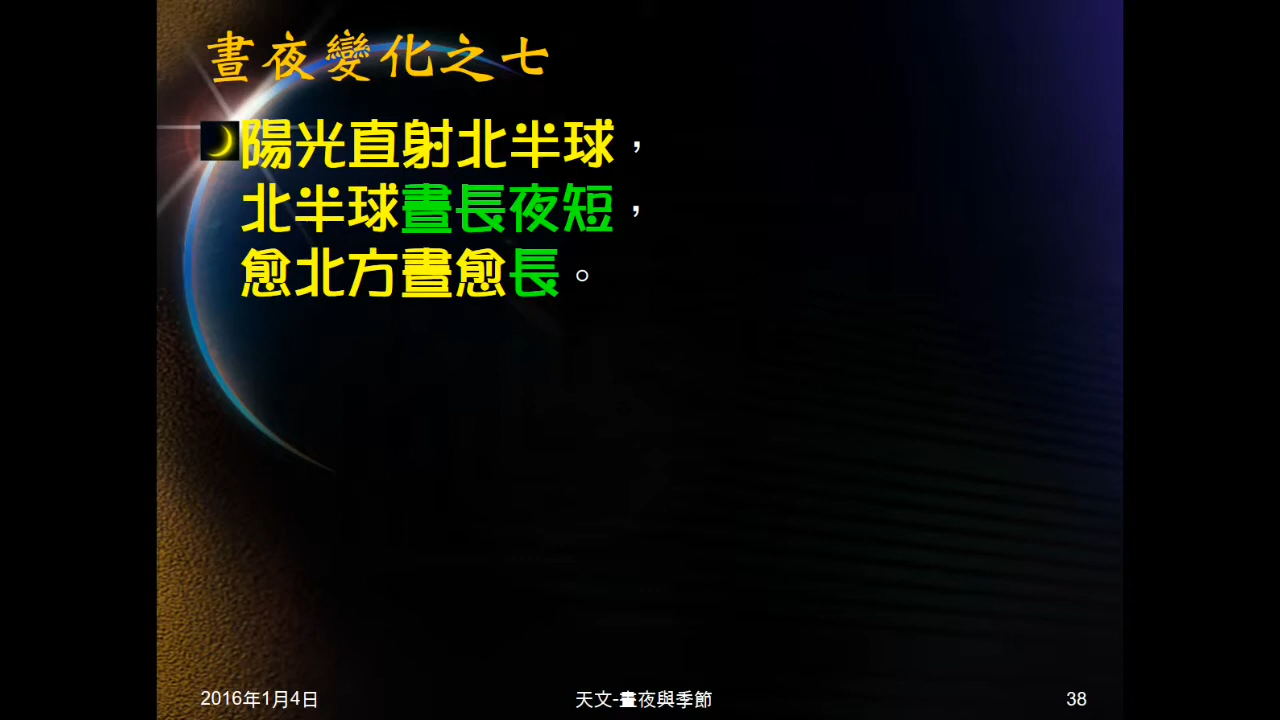 晝夜變化之七
陽光直射北半球，
北半球晝長夜短，
愈北方晝愈長。
2016年1月4日
天文-晝夜與季節
38